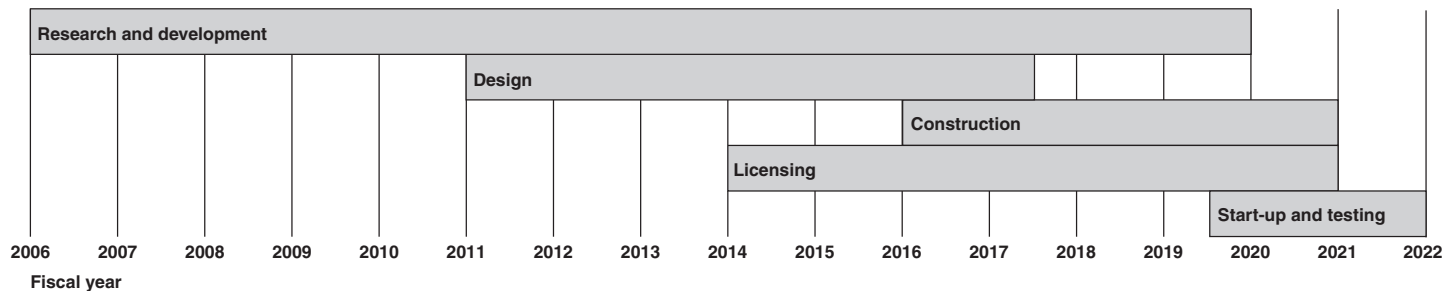 Research and development
Design
Construction
Licensing
Start-up and testing
2006 2007 2008 2009 2010 2011 2012 2013 2014 2015 2016 2017 2018 2019 2020 2021 2022
Fiscal year